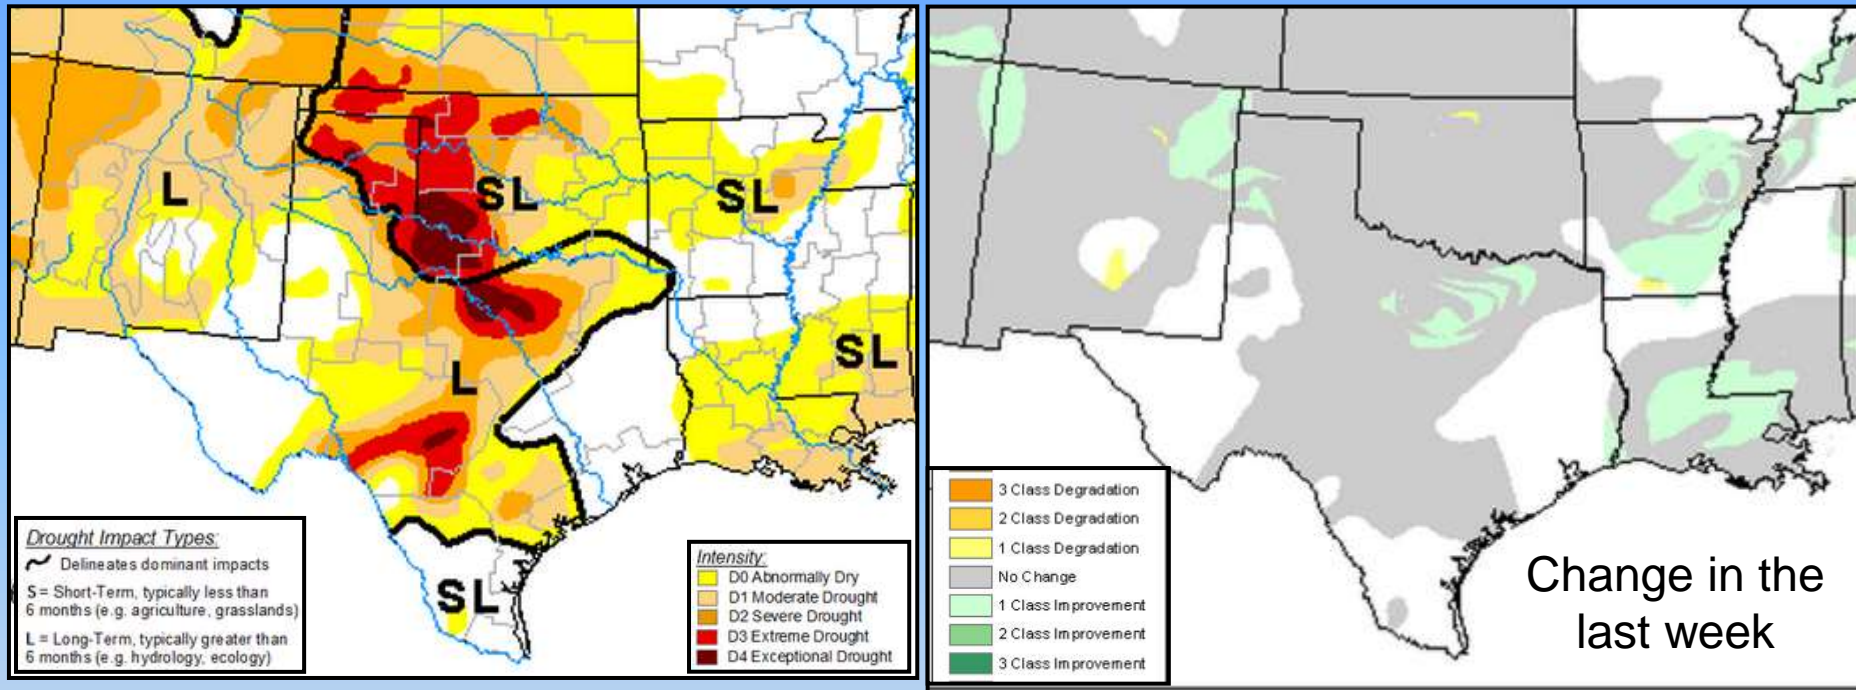 L
SL
SL
SL
L
SL
Drought Impact Types:
Delineates dominant impacts
S = Short-Term, typically less than
6 months (e.g. agriculture, grasslands)
L = Long-Term, typically greater than
6 months (e.g. hydrology, ecology)
Intensity:
D0 Abnormally Dry
D1 Moderate Drought
D2 Severe Drought
D3 Extreme Drought
D4 Exceptional Drought
3 Class Degradation
2 Class Degradation
1 Class Degradation
No Change
1 Class Improvement
2 Class Improvement
3 Class Improvement
Change in the
last week